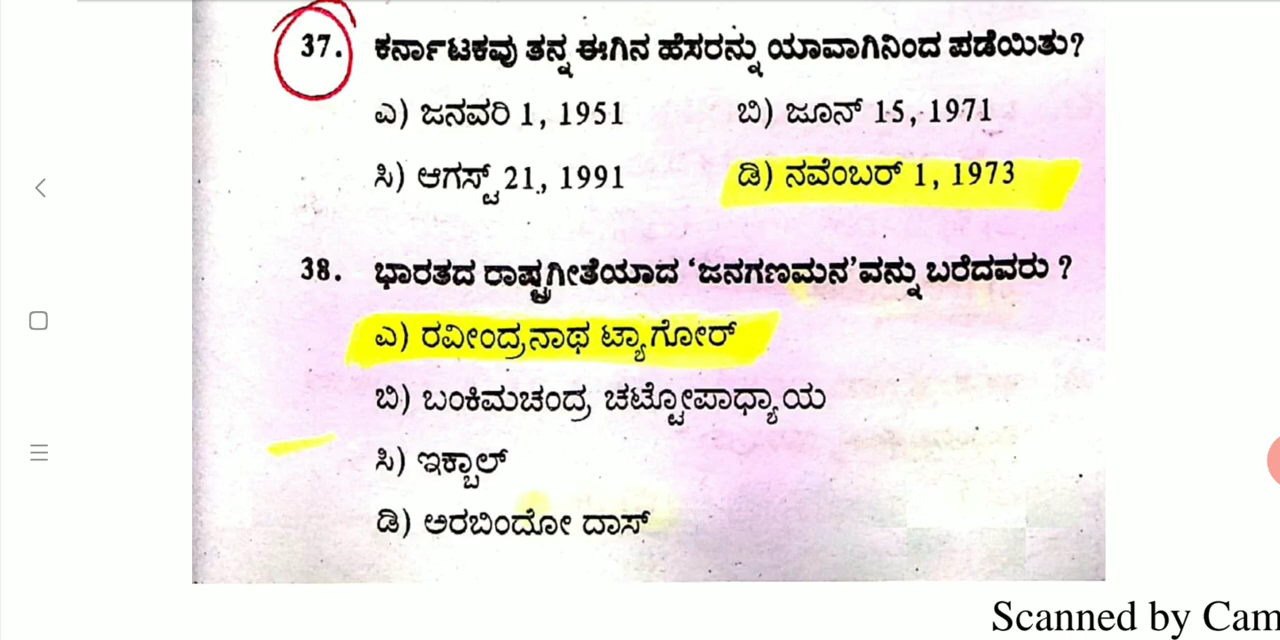 37. ಕರ್ನಾಟಕವು ತನ್ನ ಈಗಿನ ಹೆಸರನ್ನು ಯಾವಾಗಿನಿಂದ ಪಡೆಯಿತು?
ಎ) ಜನವರಿ 1, 1951 ಬಿ) ಜೂನ್ 15, 1971
ಸಿ) ಆಗಸ್ಟ್ 21, 1991 ಡಿ) ನವೆಂಬರ್ 1, 1973
38. ಭಾರತದ ರಾಷ್ಟ್ರಗೀತೆಯಾದ ‘ಜನಗಣಮನ’ವನ್ನು ಬರೆದವರು ?
ಎ) ರವೀಂದ್ರನಾಥ ಟ್ಯಾಗೋರ್
ಬಿ) ಬಂಕಿಮಚಂದ್ರ ಚಟ್ಟೋಪಾಧ್ಯಾಯ
ಸಿ) ಇಕ್ಬಾಲ್
ಡಿ) ಅರಬಿಂದೋ ದಾಸ್
Scanned by Cam